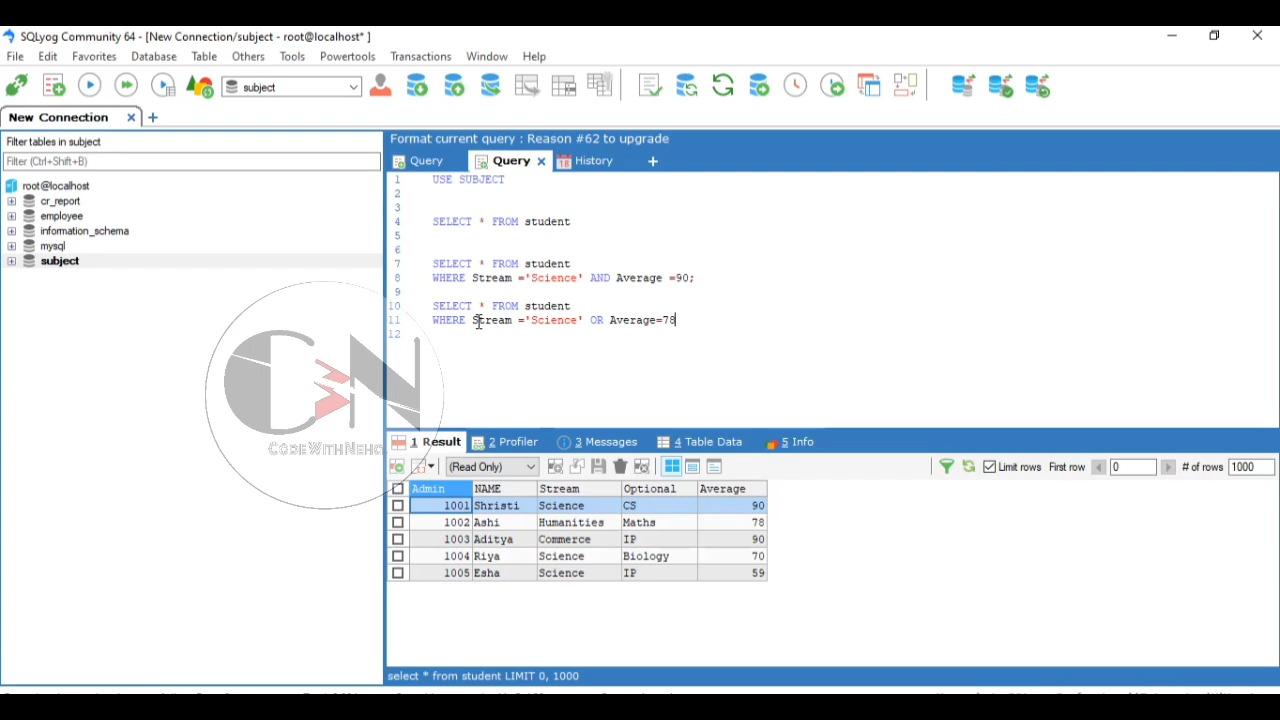 SQLyog Community 64 - [New Connection/subject - root@localhost* ]
File Edit Favorites Database Table Others Tools Powertools Transactions Window Help
subject
New Connection
Filter tables in subject
Filter (Ctrl+Shift+B)
root@localhost
cr_report
employee
information_schema
mysql
subject
Format current query : Reason #62 to upgrade
Query Query 18 History
1 USE SUBJECT
2
3
4 SELECT * FROM student
5
6
7 SELECT * FROM student
8 WHERE Stream ='Science' AND Average =90;
9
10 SELECT * FROM student
11 WHERE Stream ='Science' OR Average=78
12
CODEWITHNEHA
1 Result 2 Profiler 3 Messages 4 Table Data 5 Info
(Read Only) Limit rows First row 0 # of rows 1000
Admin NAME Stream Optional Average
1001 Shristi Science CS 90
1002 Ashi Humanities Maths 78
1003 Aditya Commerce IP 90
1004 Riya Science Biology 70
1005 Esha Science IP 59
select * from student LIMIT 0, 1000